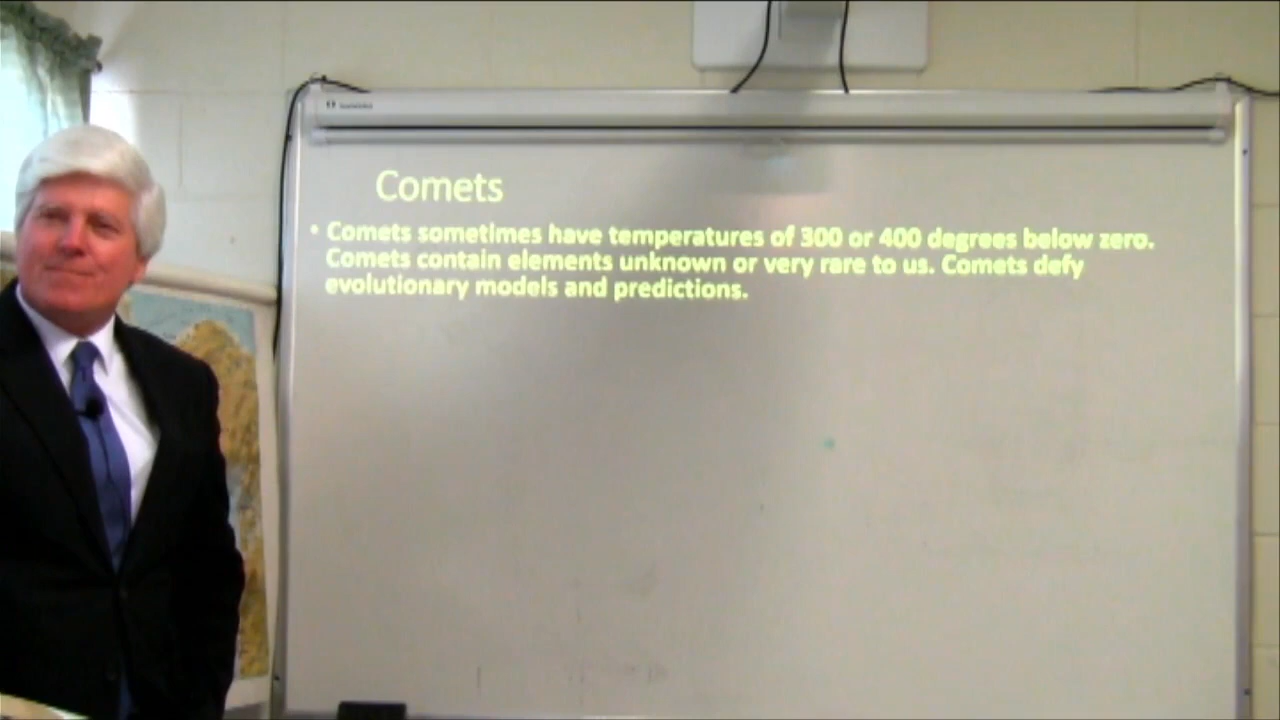 Comets
• Comets sometimes have temperatures of 300 or 400 degrees below zero.
Comets contain elements unknown or very rare to us. Comets defy
evolutionary models and predictions.